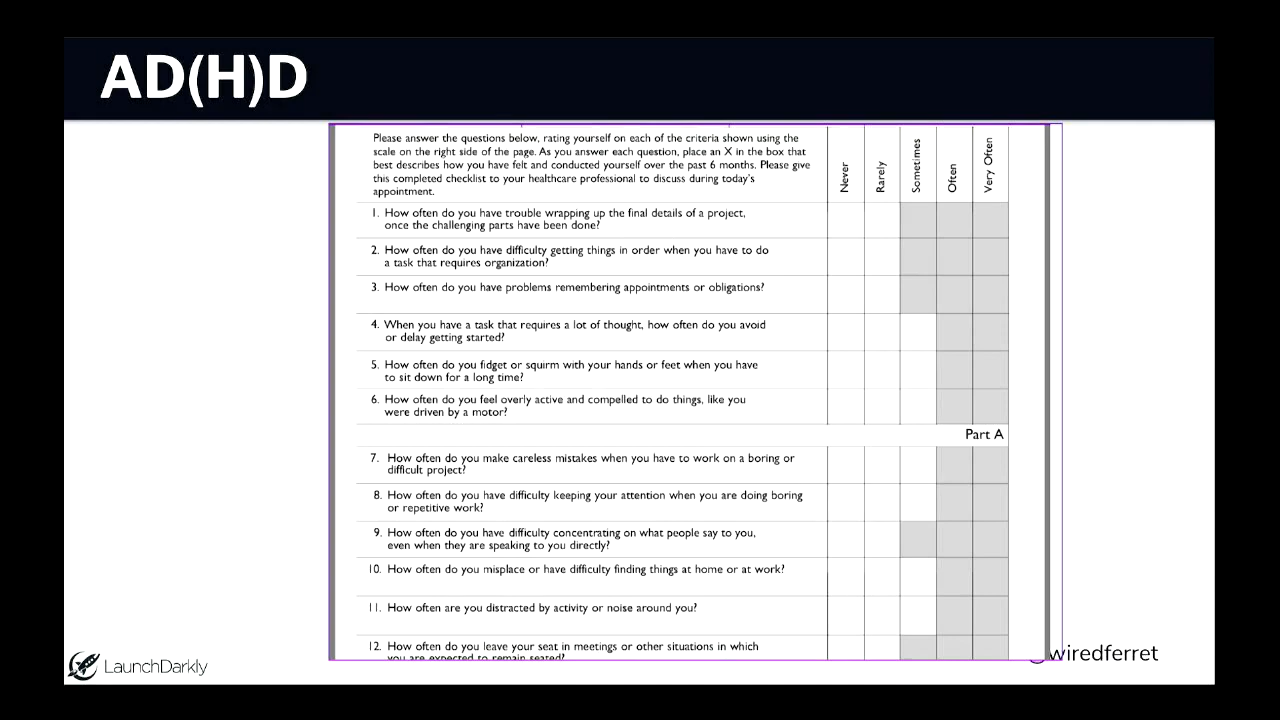 AD(H)D
Please answer the questions below, rating yourself on each of the criteria shown using the
scale on the right side of the page. As you answer each question, place an X in the box that
best describes how you have felt and conducted yourself over the past 6 months. Please give
this completed checklist to your healthcare professional to discuss during today's
appointment.
Never
Rarely
Sometimes
Often
Very Often
1. How often do you have trouble wrapping up the final details of a project,
once the challenging parts have been done?
2. How often do you have difficulty getting things in order when you have to do
a task that requires organization?
3. How often do you have problems remembering appointments or obligations?
4. When you have a task that requires a lot of thought, how often do you avoid
or delay getting started?
5. How often do you fidget or squirm with your hands or feet when you have
to sit down for a long time?
6. How often do you feel overly active and compelled to do things, like you
were driven by a motor?
Part A
7. How often do you make careless mistakes when you have to work on a boring or
difficult project?
8. How often do you have difficulty keeping your attention when you are doing boring
or repetitive work?
9. How often do you have difficulty concentrating on what people say to you,
even when they are speaking to you directly?
10. How often do you misplace or have difficulty finding things at home or at work?
11. How often are you distracted by activity or noise around you?
12. How often do you leave your seat in meetings or other situations in which
you are expected to remain seated?
LaunchDarkly
@wiredferret